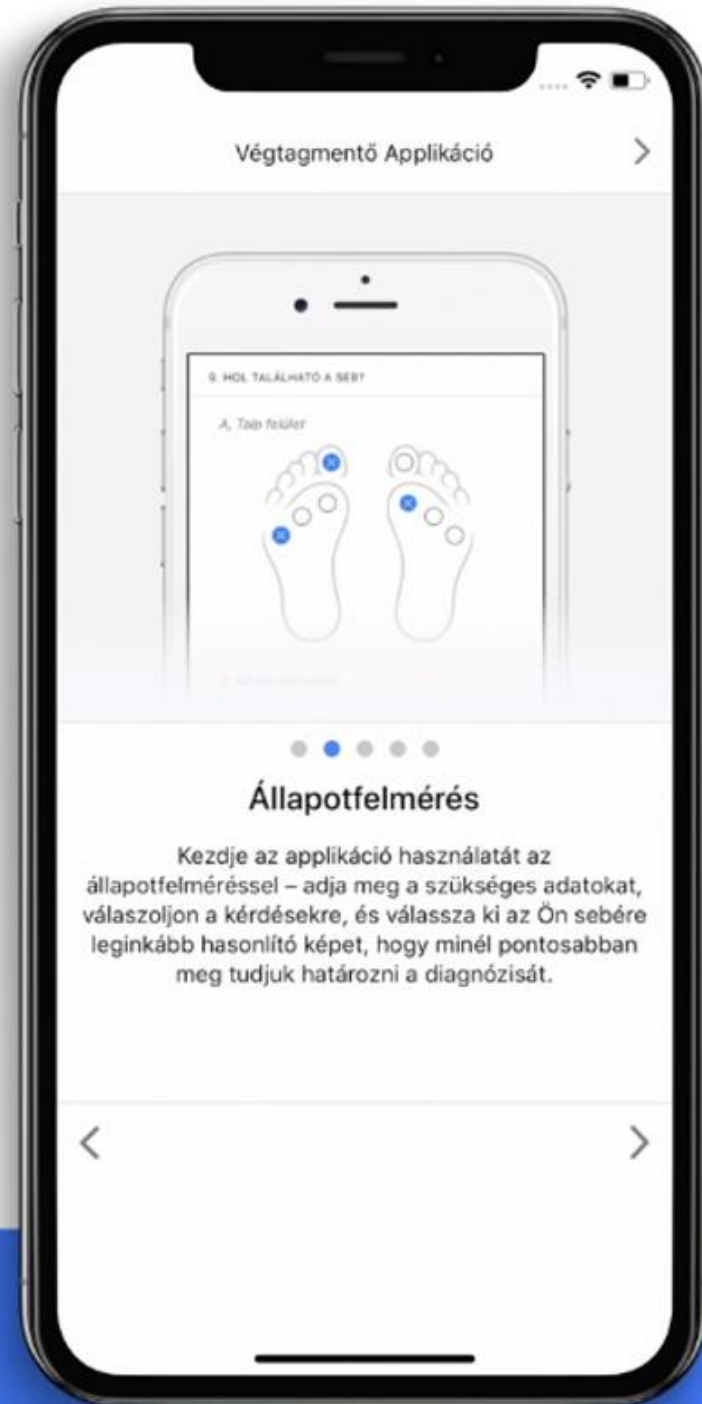 Végtagmentő Applikáció
9. HOL TALÁLHATÓ A SEB?
A, Talp felület
Állapotfelmérés
Kezdje az applikáció használatát az
állapotfelméréssel – adja meg a szükséges adatokat,
válaszoljon a kérdésekre, és válassza ki az Ön sebére
leginkább hasonlító képet, hogy minél pontosabban
meg tudjuk határozni a diagnózisát.